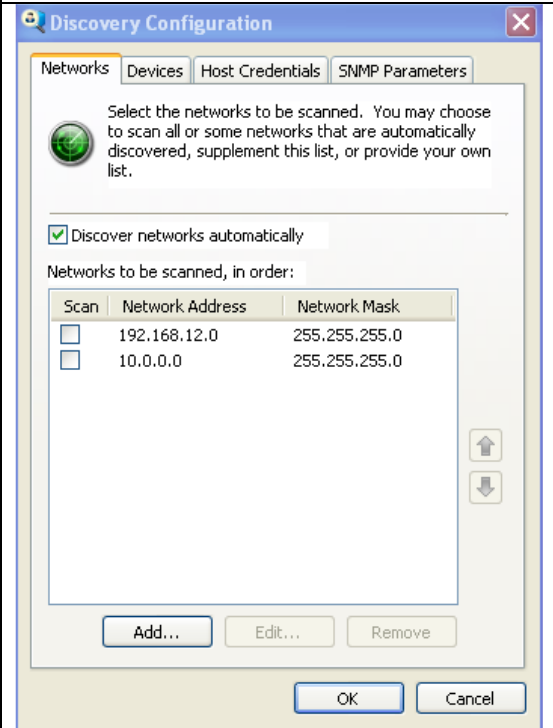 Discovery Configuration
Networks Devices Host Credentials SNMP Parameters
Select the networks to be scanned. You may choose
to scan all or some networks that are automatically
discovered, supplement this list, or provide your own
list.
Discover networks automatically
Networks to be scanned, in order:
Scan Network Address Network Mask
192.168.12.0 255.255.255.0
10.0.0.0 255.255.255.0
Add... Edit... Remove
OK Cancel